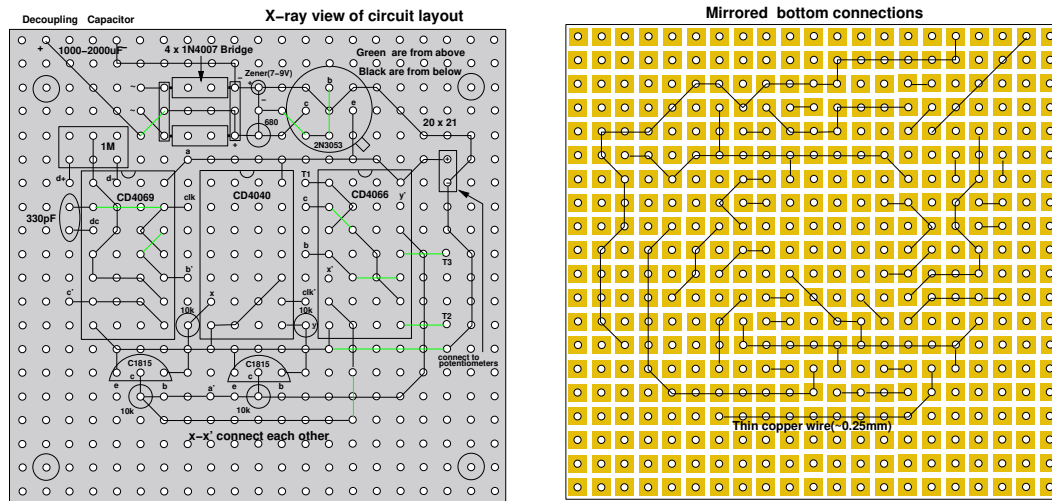 X-ray view of circuit layout
Mirrored bottom connections
Decoupling Capacitor
+
-
1000-2000uF
4 x 1N4007 Bridge
Green are from above
Black are from below
Zener(7-9V)
-
+
b
~
-
c
e
~
680
20 x 21
+
2N3053
1M
a
+
d+
d-
T1
-
CD4069
CD4040
CD4066
y'
clk
c
330pF
dc
b
T3
b'
x'
c'
x
clk'
10k
10k
T2
y
connect to
potentiometers
C1815
C1815
c
c
e
b
a'
e
b
10k
10k
x-x' connect each other
Thin copper wire(~0.25mm)